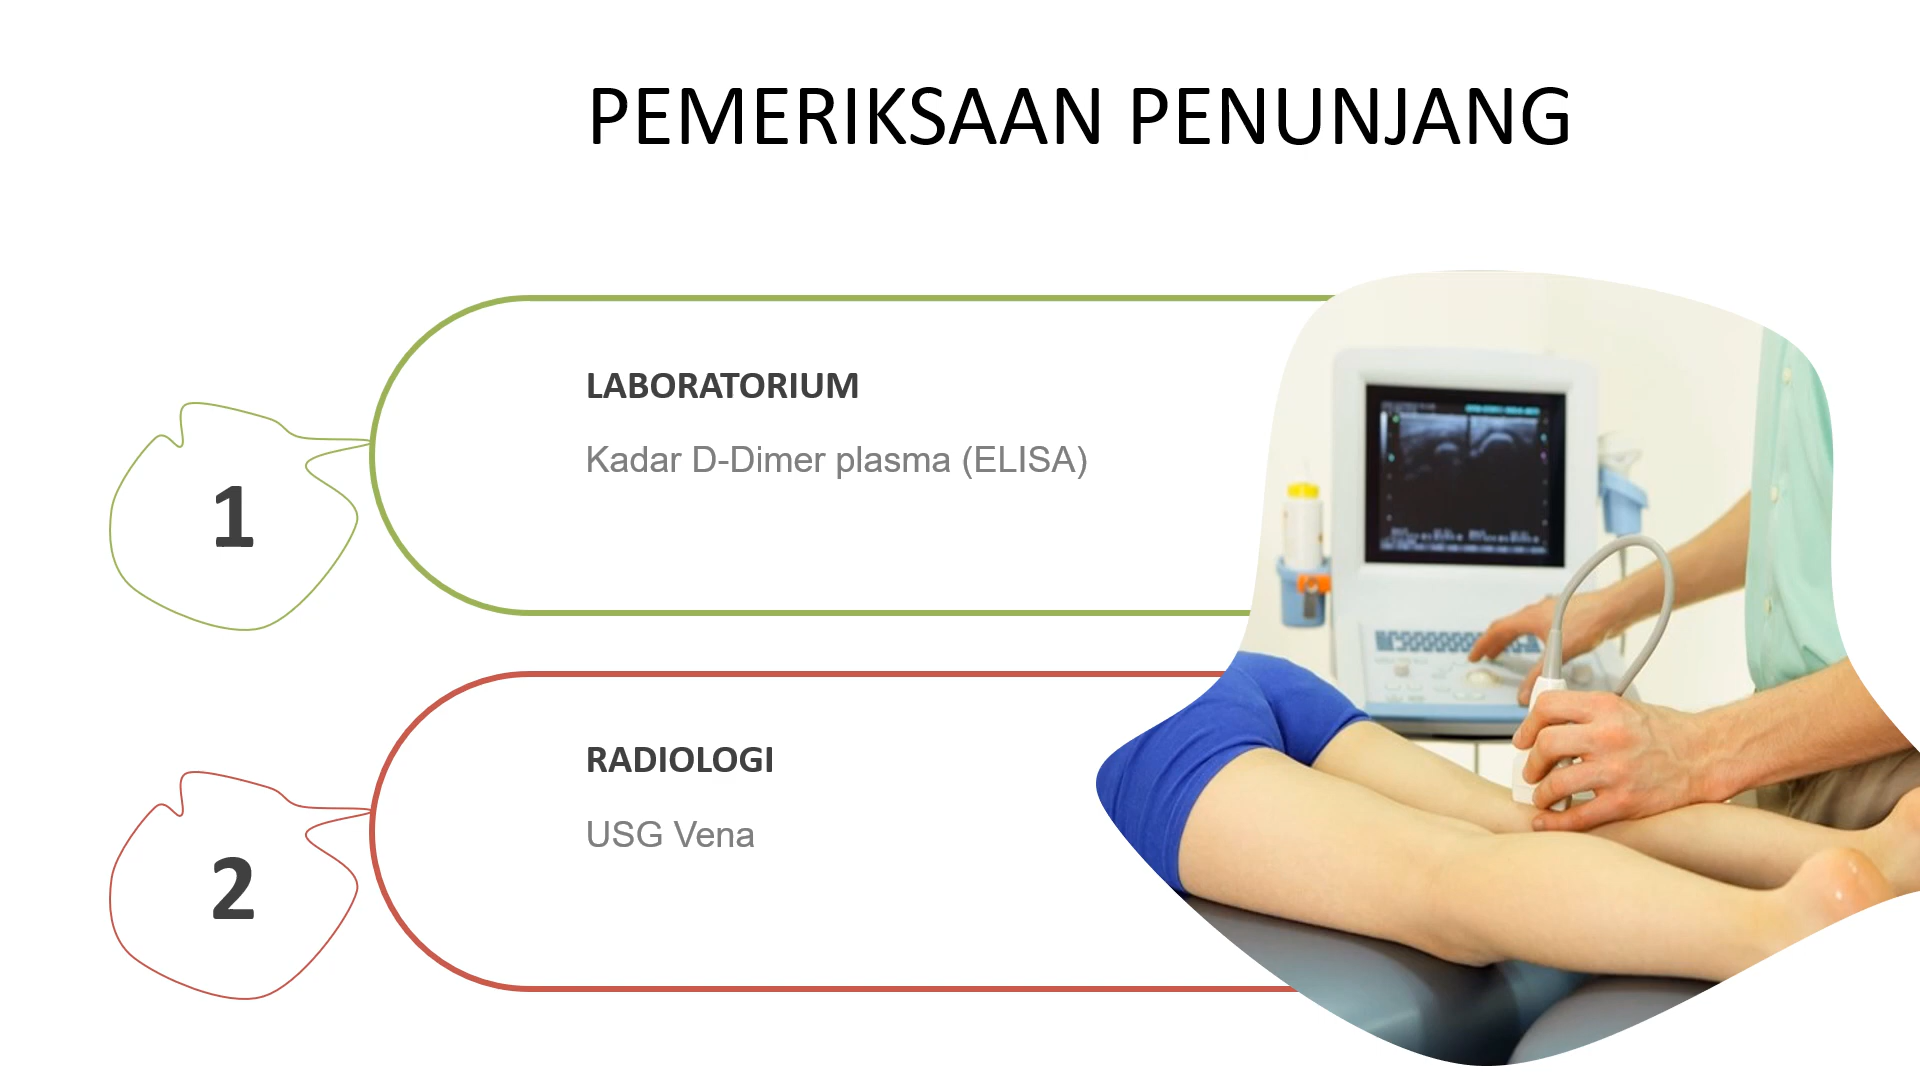 PEMERIKSAAN PENUNJANG
1
LABORATORIUM
Kadar D-Dimer plasma (ELISA)
2
RADIOLOGI
USG Vena